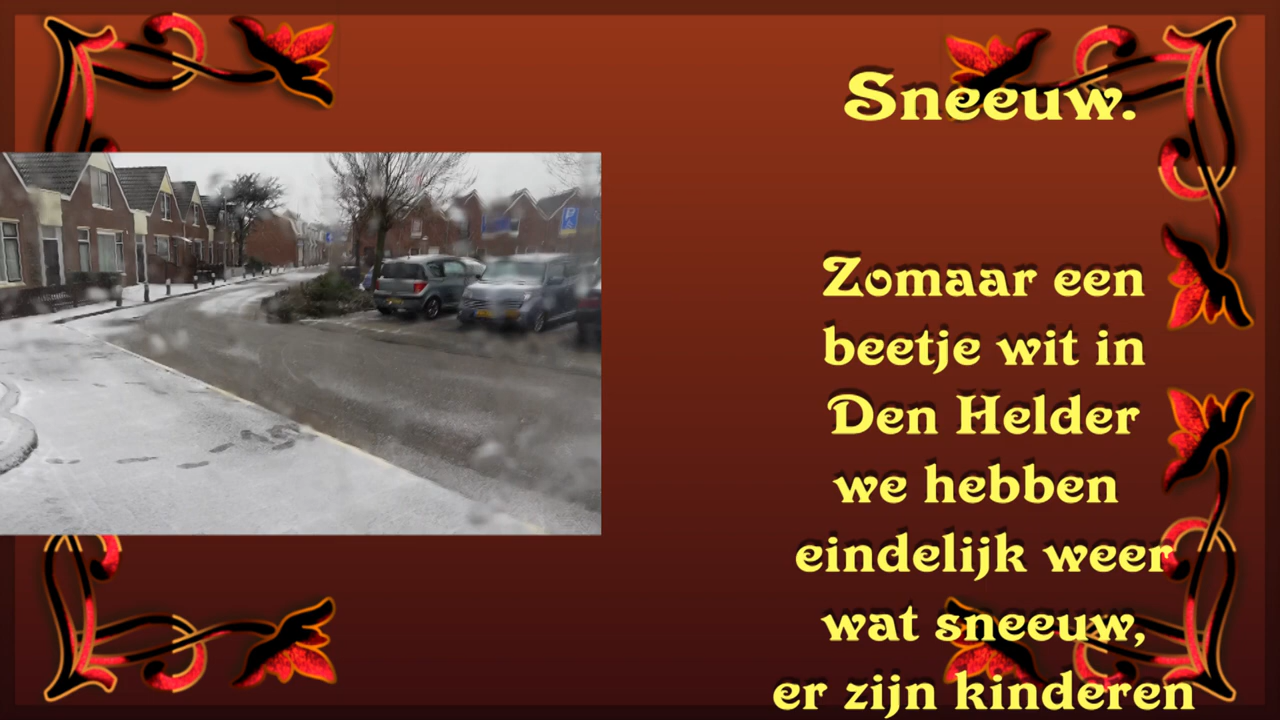 Sneeuw.
Zomaar een
beetje wit in
Den Helder
we hebben
eindelijk weer
wat sneeuw,
er zijn kinderen
P